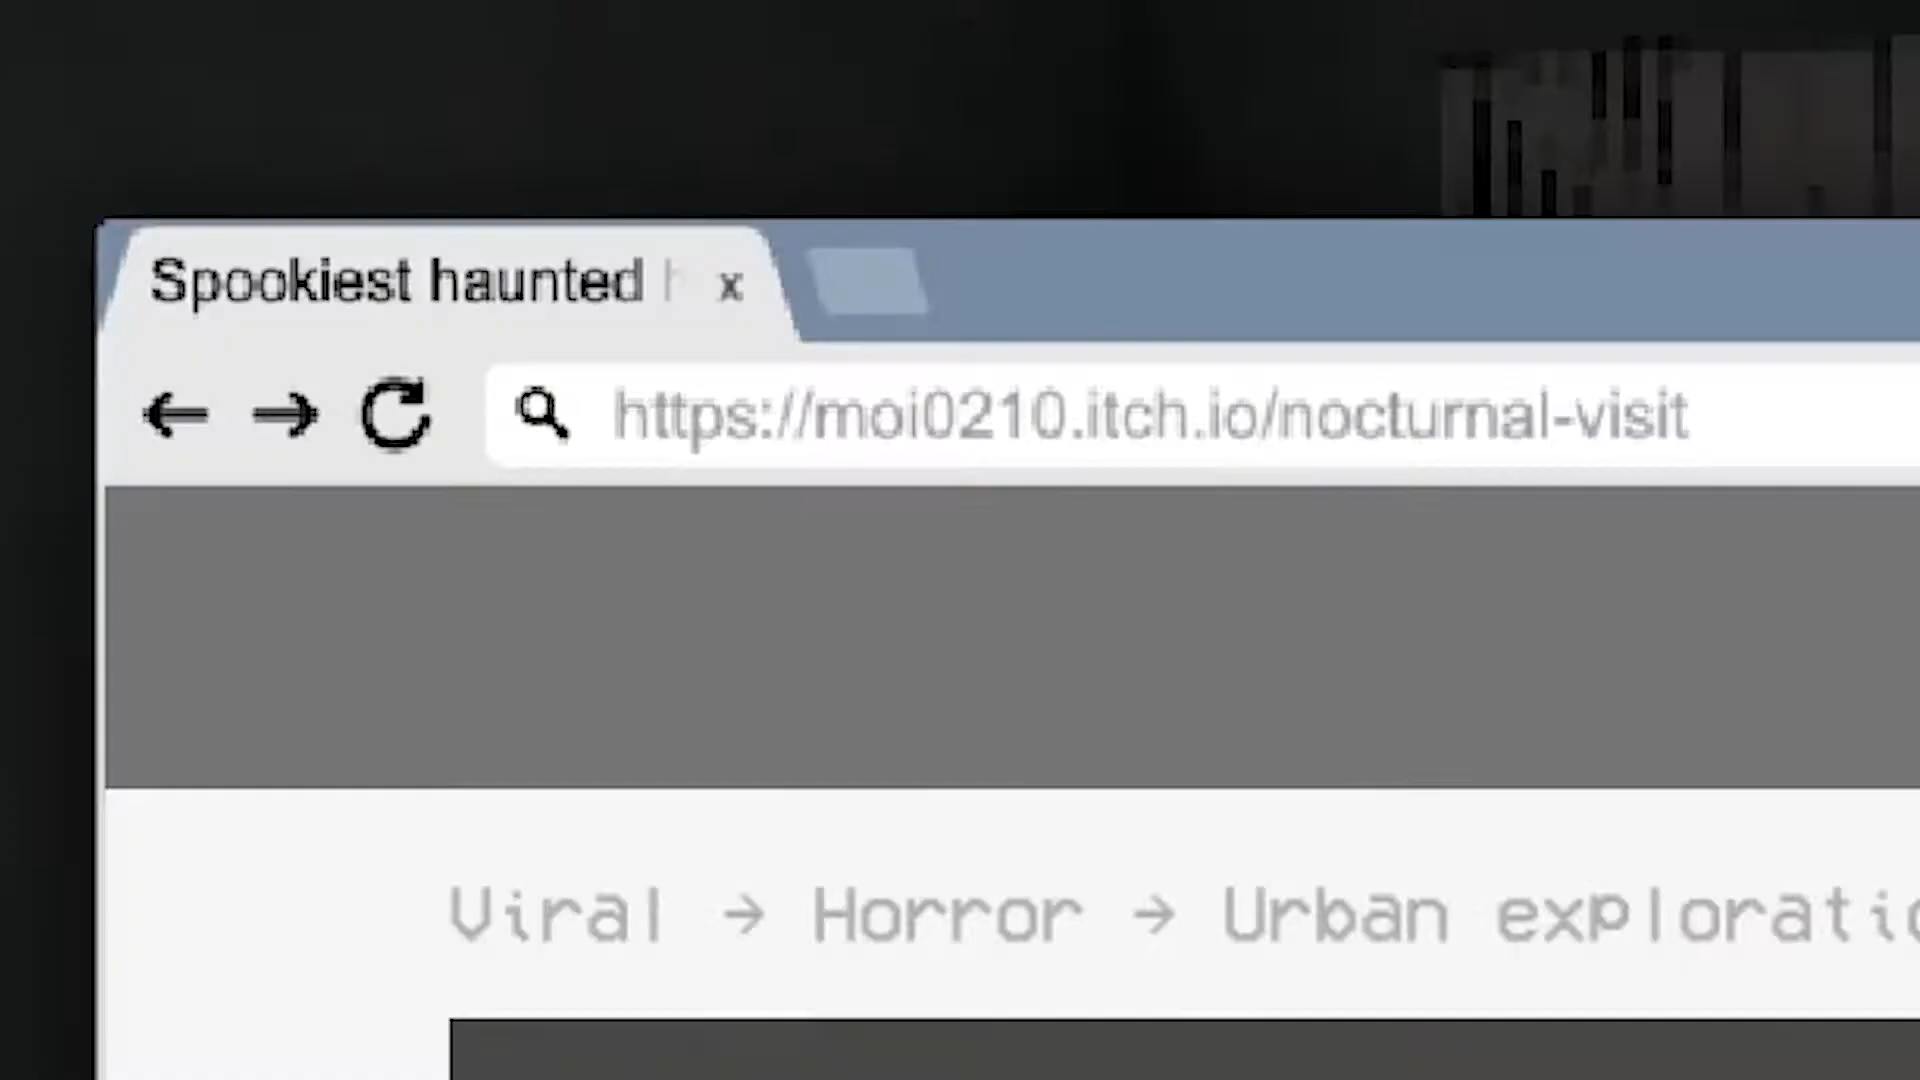 Spookiest haunted
x
https://moi0210.itch.io/nocturnal-visit
Viral → Horror → Urban exploratio